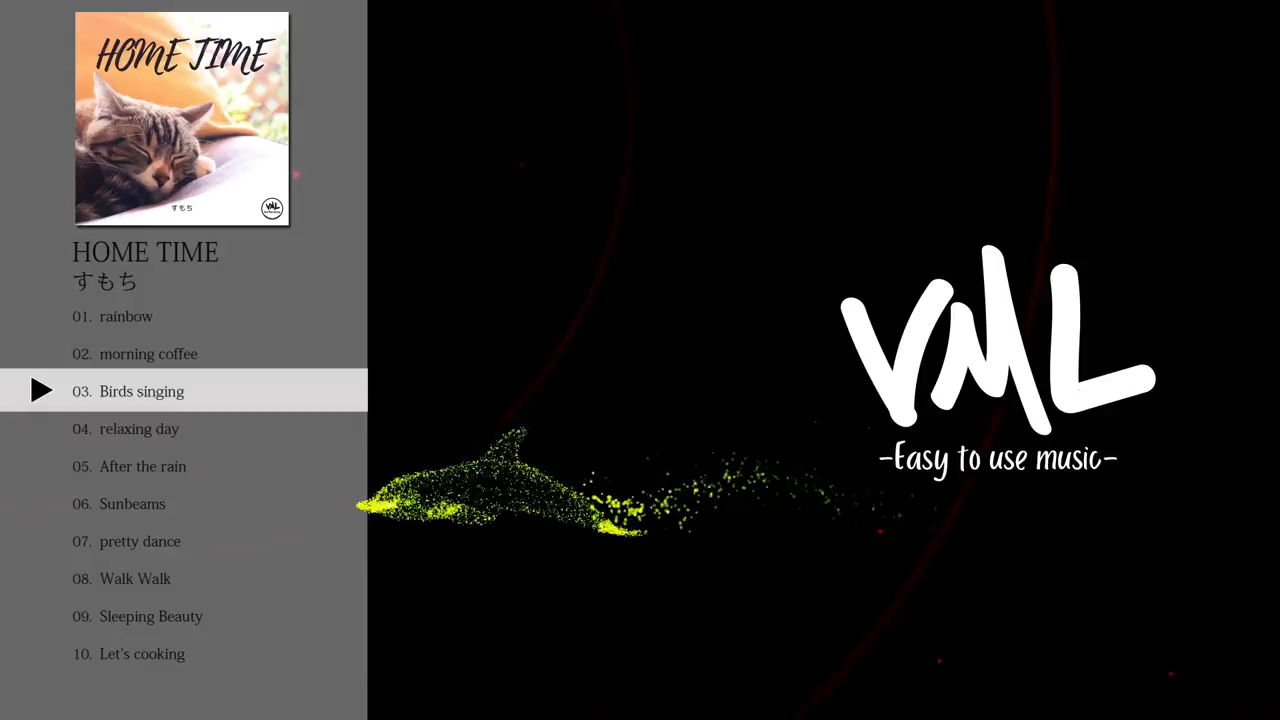 HOME TIME
すもち
VML
HOME TIME
すもち
01. rainbow
02. morning coffee
03. Birds singing
04. relaxing day
05. After the rain
06. Sunbeams
07. pretty dance
08. Walk Walk
09. Sleeping Beauty
10. Let's cooking
VML
-Easy to use music-